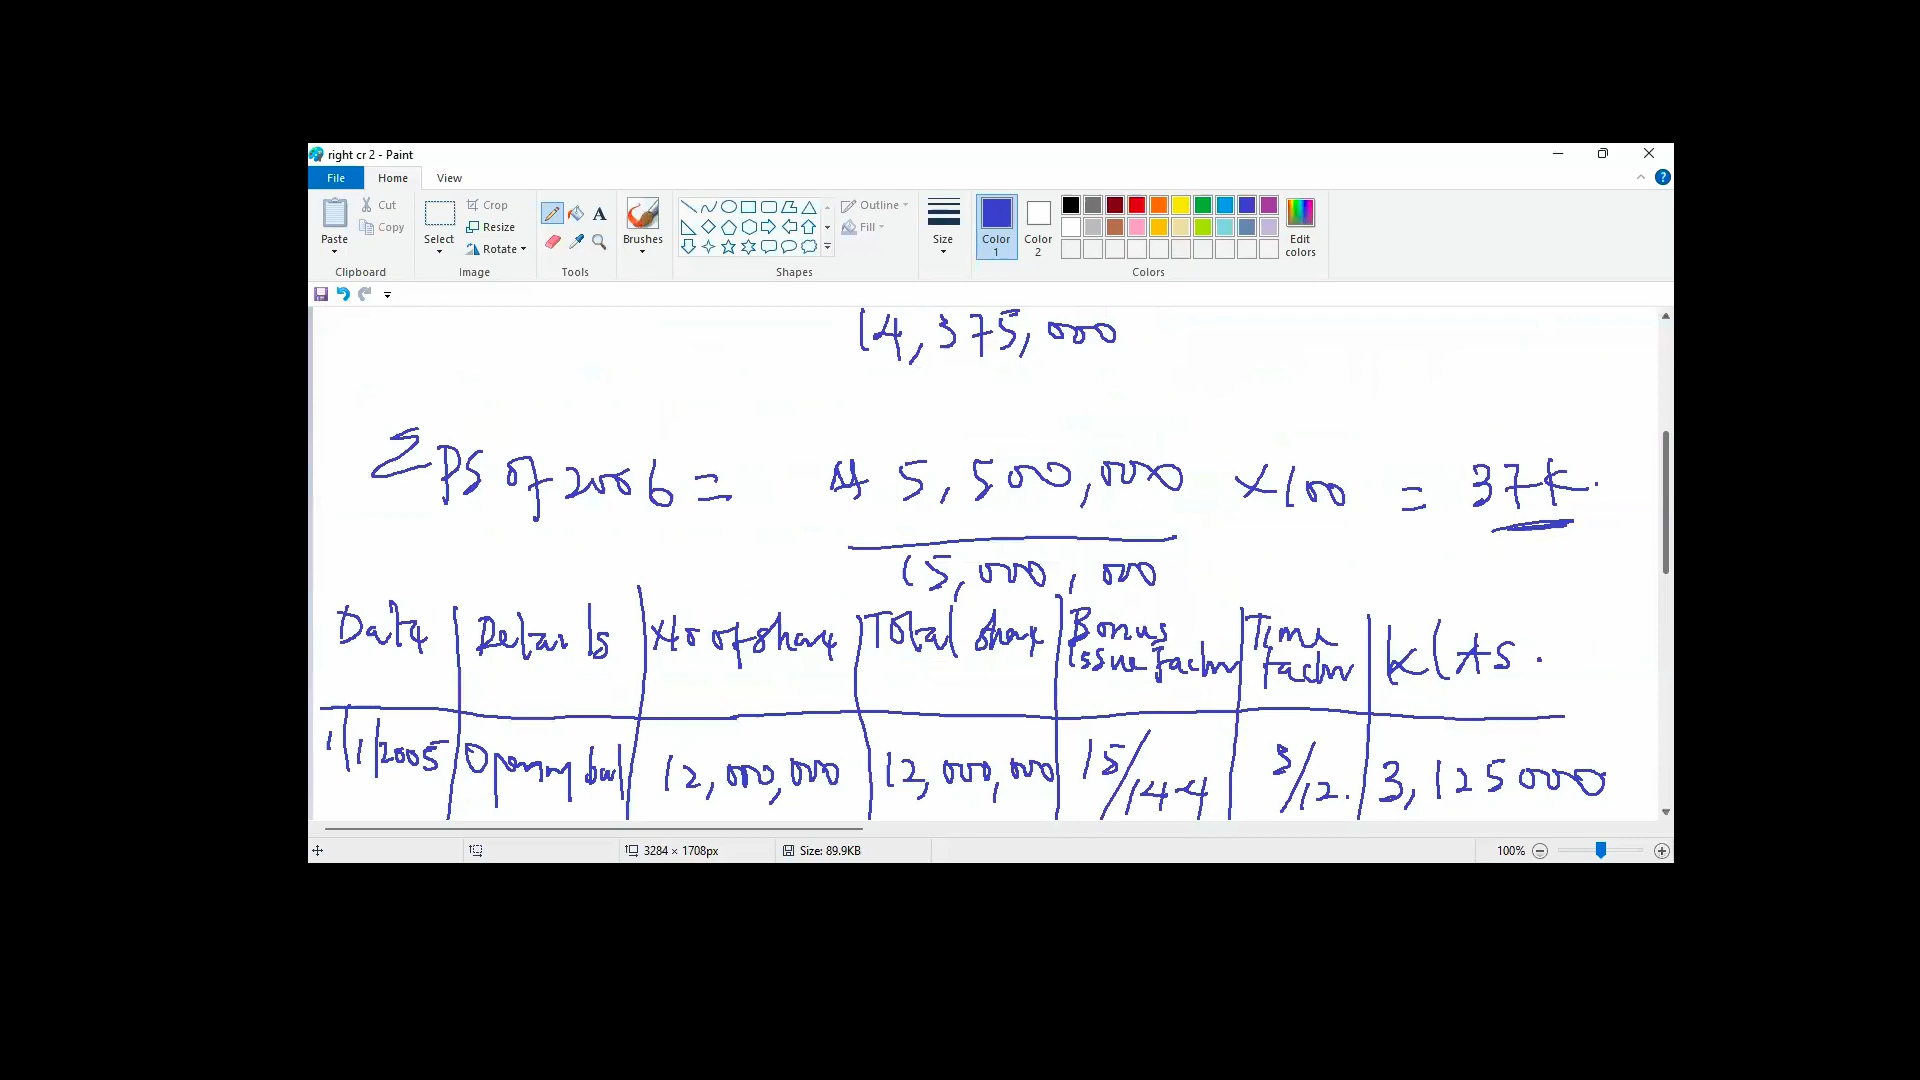 right cr 2 - Paint
File Home View
Paste Cut Copy Clipboard
Select Crop Resize Rotate Image
Tools
Brushes
Outline Fill Shapes
Size
Color 1 Color 2 Edit colors Colors
14,375,000
EPS of 2006 = N 5,500,000 × 100 = 37k.
15,000,000
Date Details No of share Total share Bonus Issue Factor Time factor WAS.
1/1/2005 Opening bal 12,000,000 12,000,000 15/14.4 3/12. 3,125000
3284 × 1708px Size: 89.9KB 100%